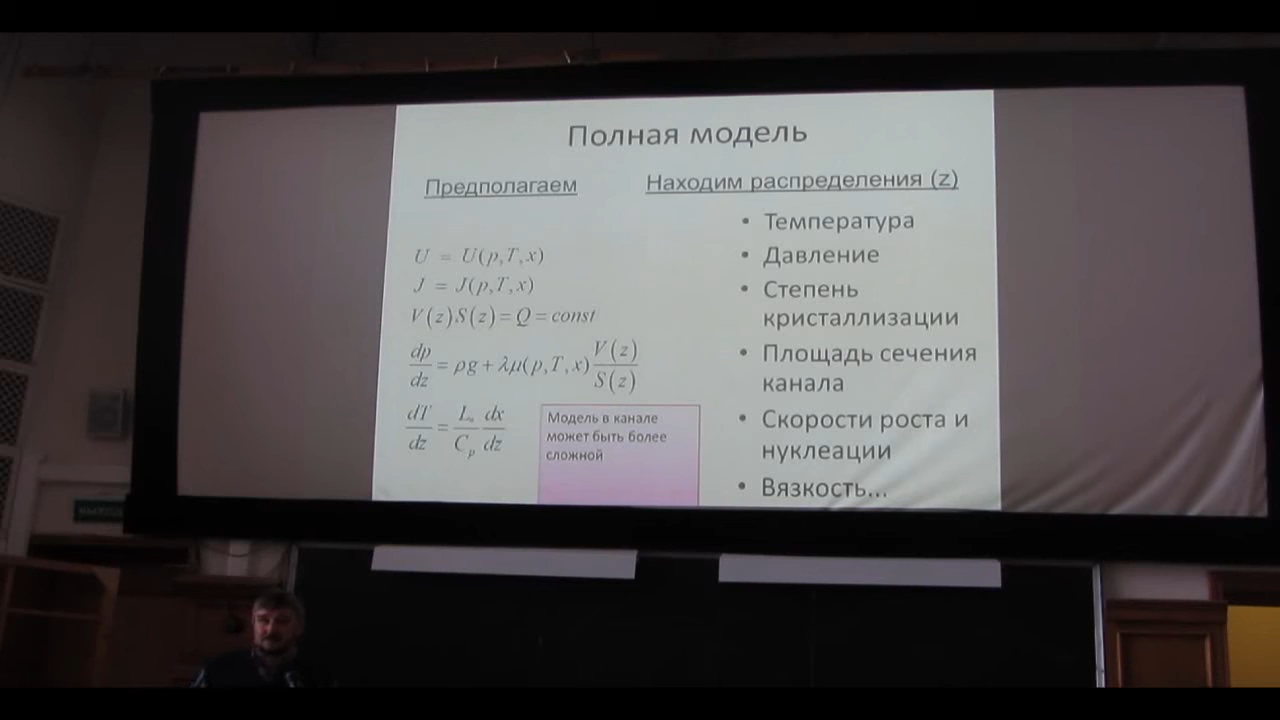 Полная модель
Предполагаем
U = U(p,T,x)
J = J(p,T,x)
V(z)S(z) = Q = const
dp/dz = ρg + λμ(p,T,x) V(z)/S(z)
dT/dz = L*/C_p dx/dz
Модель в канале
может быть более
сложной
Находим распределения (z)
• Температура
• Давление
• Степень
кристаллизации
• Площадь сечения
канала
• Скорости роста и
нуклеации
• Вязкость...